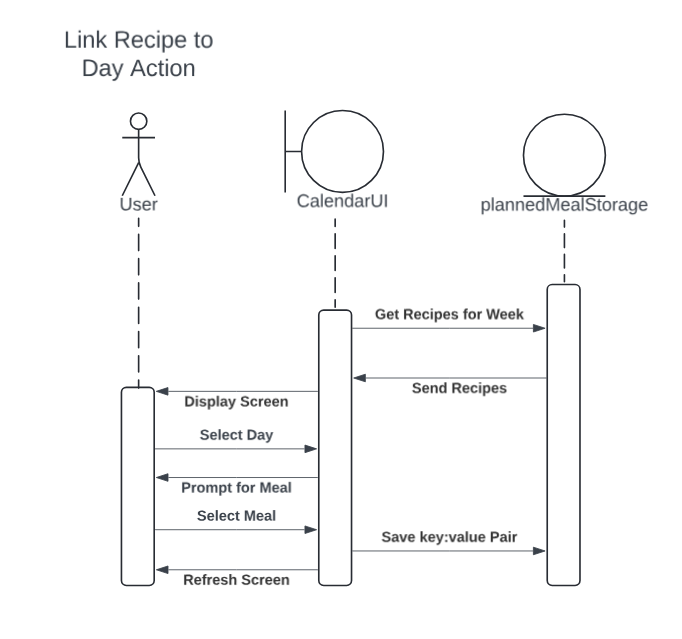 Link Recipe to
Day Action
User
CalendarUI
plannedMealStorage
Get Recipes for Week
Send Recipes
Display Screen
Select Day
Prompt for Meal
Select Meal
Save key:value Pair
Refresh Screen